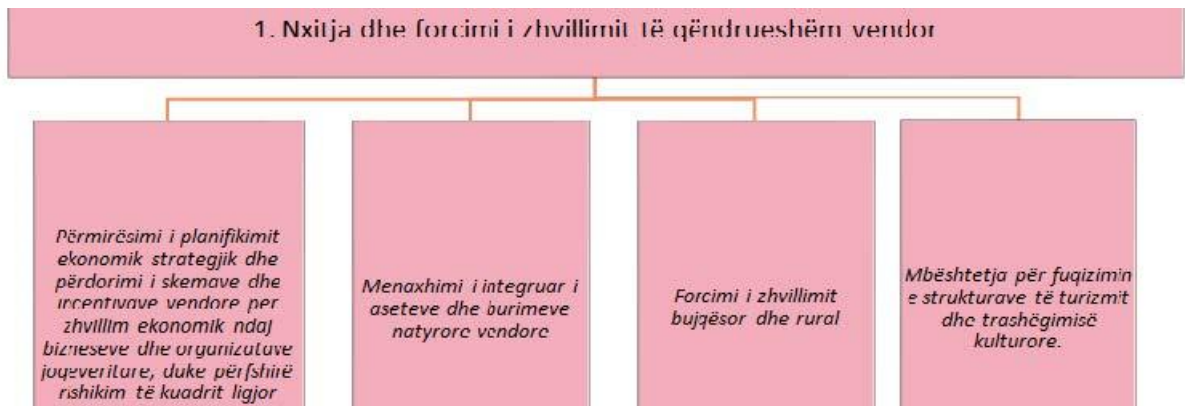 1. Nxitja dhe forcimi i zhvillimit të qëndrueshëm vendor
Përmirësimi i planifikimit
ekonomik strategjik dhe
përdorimi i skemave dhe
incentivave vendore per
zhvillim ekonomik ndaj
bizneseve dhe organizatave
joqeveritare, duke përfshirë
rishikim të kuadrit ligjor
Menaxhimi i integruar i
aseteve dhe burimeve
natyrore vendore
Forcimi i zhvillimit
bujqësor dhe rural
Mbështetja për fuqizimin
e strukturave të turizmit
dhe trashëgimisë
kulturore.